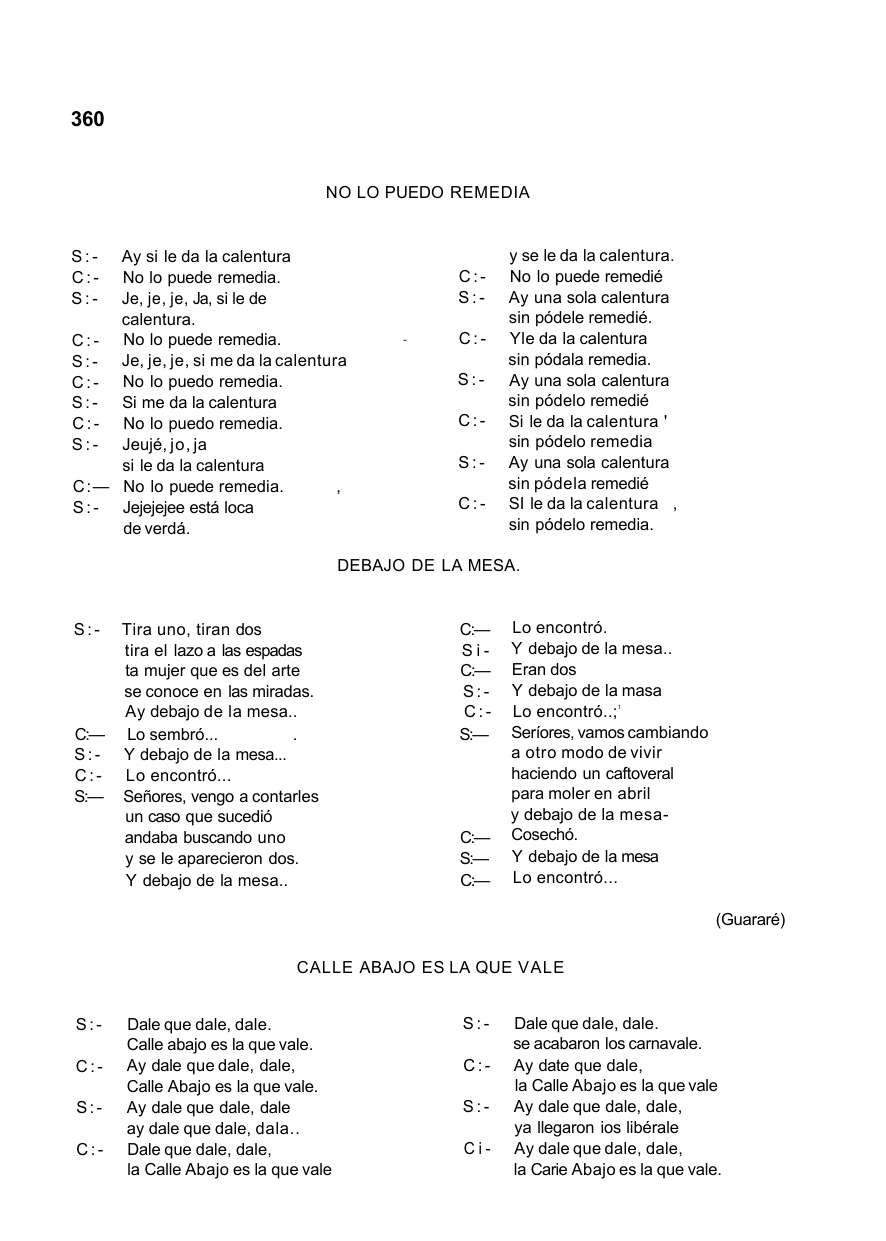 360
NO LO PUEDO REMEDIA
S:- Ay si le da la calentura
C:- No lo puede remedia.
S:- Je, je, je, Ja, si le de
calentura.
C:- No lo puede remedia.
S:- Je, je, je, si me da la calentura
C:- No lo puedo remedia.
S:- Si me da la calentura
C:- No lo puedo remedia.
S:- Jeujé, jo, ja
si le da la calentura
C:— No lo puede remedia. ,
S:- Jejejejee está loca
de verdá.
y se le da la calentura.
C:- No lo puede remedié
S:- Ay una sola calentura
sin pódele remedié.
C:- Yle da la calentura
sin pódala remedia.
S:- Ay una sola calentura
sin pódelo remedié
C:- Si le da la calentura '
sin pódelo remedia
S:- Ay una sola calentura
sin pódela remedié
C:- SI le da la calentura ,
sin pódelo remedia.
DEBAJO DE LA MESA.
S:- Tira uno, tiran dos
tira el lazo a las espadas
ta mujer que es del arte
se conoce en las miradas.
Ay debajo de la mesa..
C:— Lo sembró... .
S:- Y debajo de la mesa...
C:- Lo encontró...
S:— Señores, vengo a contarles
un caso que sucedió
andaba buscando uno
y se le aparecieron dos.
Y debajo de la mesa..
C:— Lo encontró.
Si- Y debajo de la mesa..
C:— Eran dos
S:- Y debajo de la masa
C:- Lo encontró..;'
S:— Seríores, vamos cambiando
a otro modo de vivir
haciendo un caftoveral
para moler en abril
y debajo de la mesa-
C:— Cosechó.
S:— Y debajo de la mesa
C:— Lo encontró...
(Guararé)
CALLE ABAJO ES LA QUE VALE
S:- Dale que dale, dale.
Calle abajo es la que vale.
C:- Ay dale que dale, dale,
Calle Abajo es la que vale.
S:- Ay dale que dale, dale
ay dale que dale, dala..
C:- Dale que dale, dale,
la Calle Abajo es la que vale
S:- Dale que dale, dale.
se acabaron los carnavale.
C:- Ay date que dale,
la Calle Abajo es la que vale
S:- Ay dale que dale, dale,
ya llegaron ios libérale
Ci- Ay dale que dale, dale,
la Carie Abajo es la que vale.